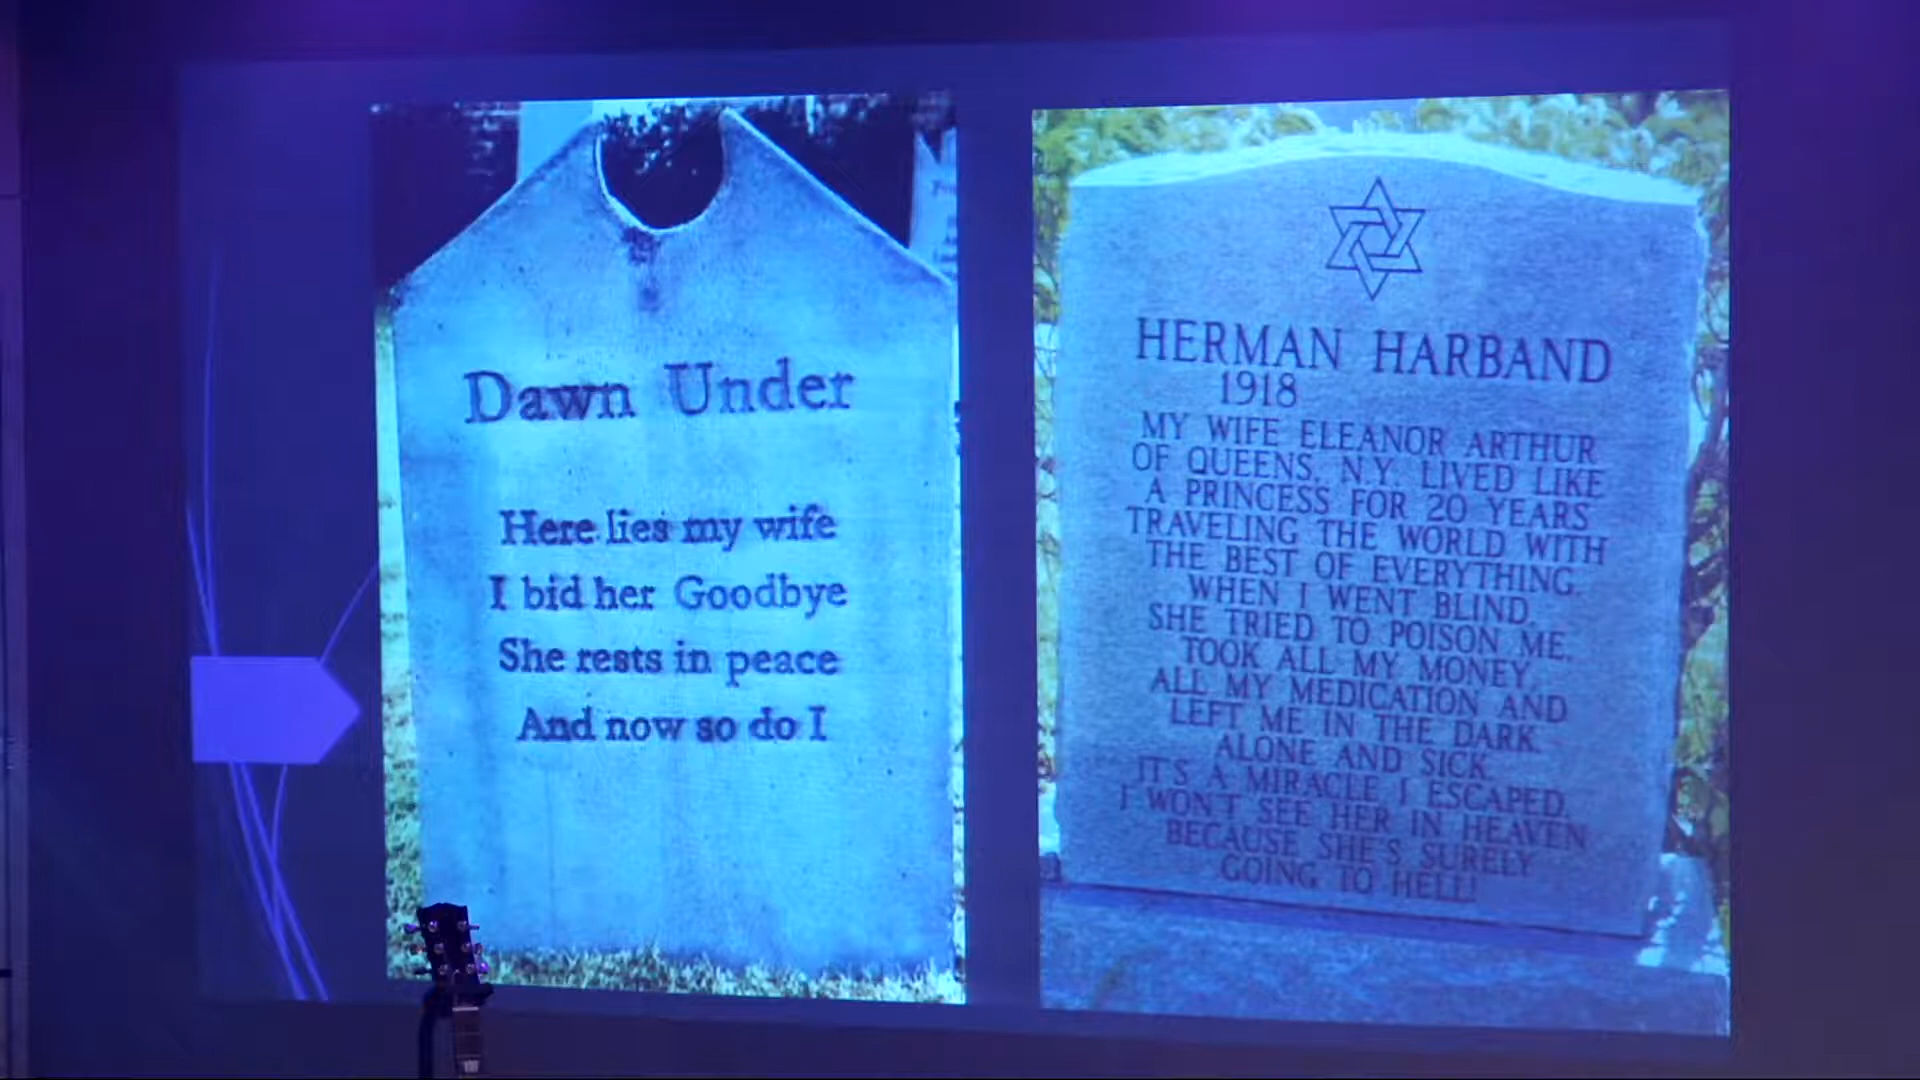 Dawn Under
Here lies my wife
I bid her Goodbye
She rests in peace
And now so do I
HERMAN HARBAND
1918
MY WIFE ELEANOR ARTHUR
OF QUEENS, N.Y. LIVED LIKE
A PRINCESS FOR 20 YEARS
TRAVELING THE WORLD WITH
THE BEST OF EVERYTHING.
WHEN I WENT BLIND,
SHE TRIED TO POISON ME,
TOOK ALL MY MONEY,
ALL MY MEDICATION AND
LEFT ME IN THE DARK
ALONE AND SICK.
IT'S A MIRACLE I ESCAPED.
I WON'T SEE HER IN HEAVEN
BECAUSE SHE'S SURELY
GOING TO HELL!